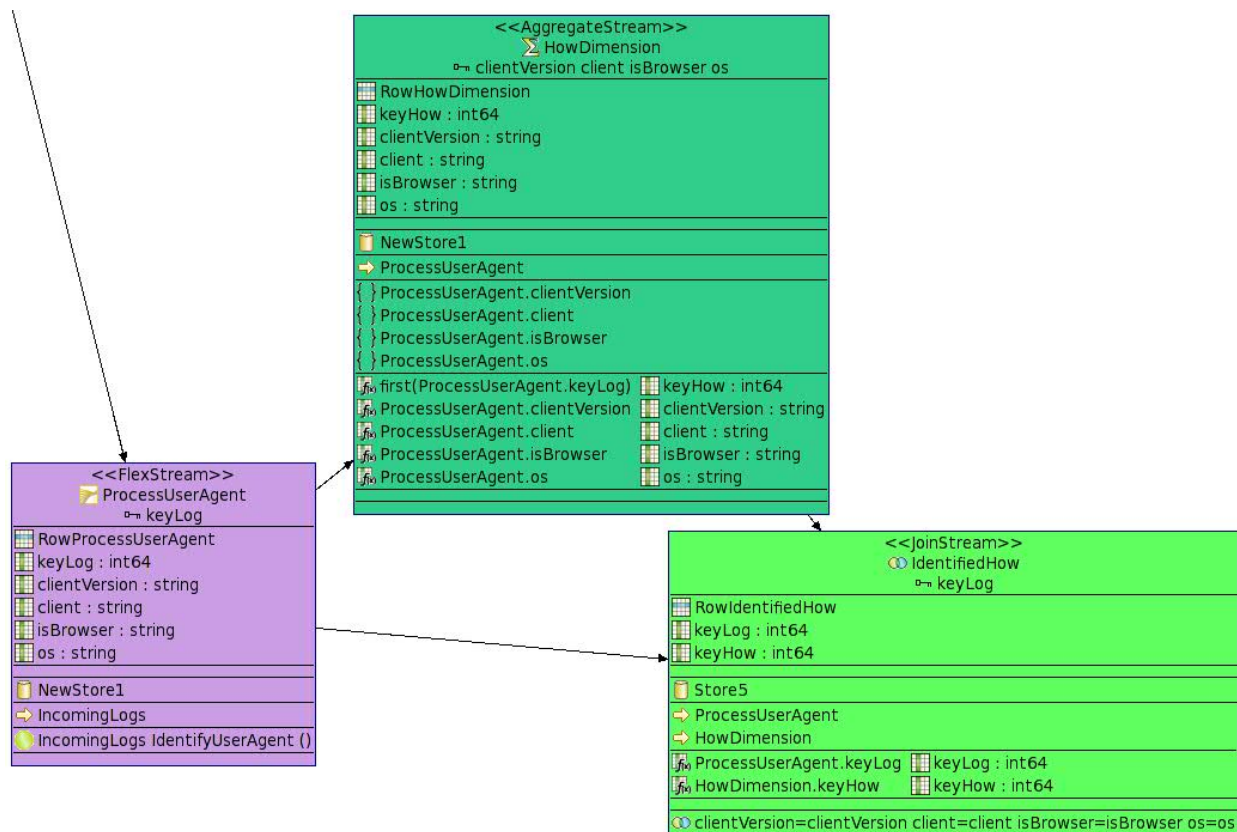 <<AggregateStream>>
HowDimension
clientVersion client isBrowser os
RowHowDimension
keyHow : int64
clientVersion : string
client : string
isBrowser : string
os : string
NewStore1
ProcessUserAgent
{ } ProcessUserAgent.clientVersion
{ } ProcessUserAgent.client
{ } ProcessUserAgent.isBrowser
{ } ProcessUserAgent.os
f(x) first(ProcessUserAgent.keyLog) keyHow : int64
f(x) ProcessUserAgent.clientVersion clientVersion : string
f(x) ProcessUserAgent.client client : string
f(x) ProcessUserAgent.isBrowser isBrowser : string
f(x) ProcessUserAgent.os os : string
<<FlexStream>>
ProcessUserAgent
keyLog
RowProcessUserAgent
keyLog : int64
clientVersion : string
client : string
isBrowser : string
os : string
NewStore1
IncomingLogs
IncomingLogs IdentifyUserAgent ()
<<JoinStream>>
IdentifiedHow
keyLog
RowIdentifiedHow
keyLog : int64
keyHow : int64
Store5
ProcessUserAgent
HowDimension
f(x) ProcessUserAgent.keyLog keyLog : int64
f(x) HowDimension.keyHow keyHow : int64
clientVersion=clientVersion client=client isBrowser=isBrowser os=os